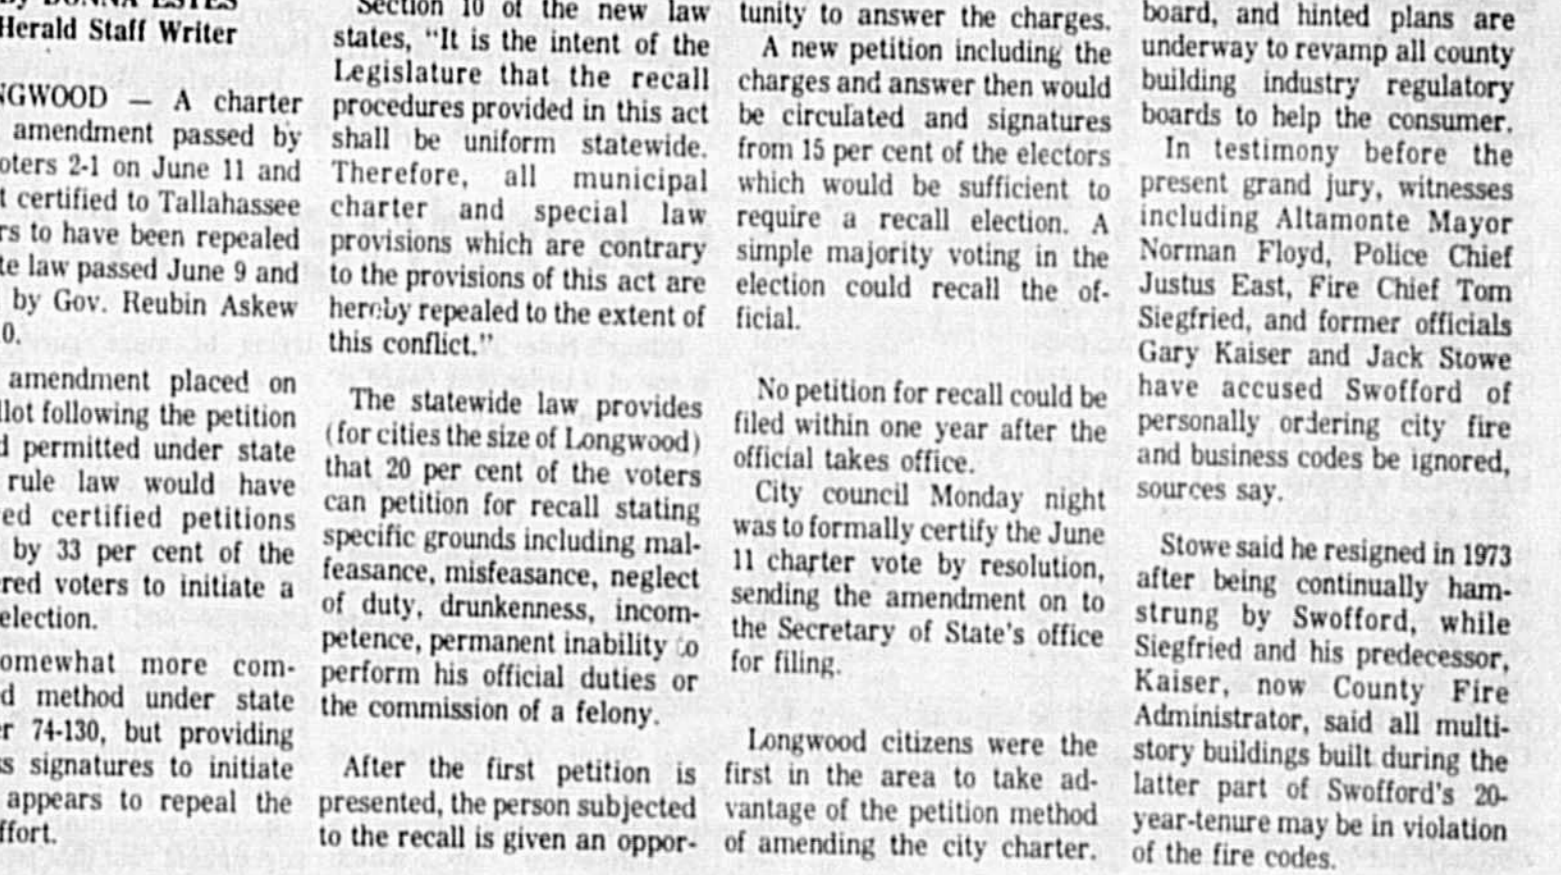 By DONNA ESTES
Herald Staff Writer
NGWOOD — A charter
amendment passed by
oters 2-1 on June 11 and
t certified to Tallahassee
rs to have been repealed
te law passed June 9 and
by Gov. Reubin Askew
0.
amendment placed on
llot following the petition
d permitted under state
rule law would have
ed certified petitions
by 33 per cent of the
red voters to initiate a
election.
omewhat more com-
d method under state
r 74-130, but providing
s signatures to initiate
appears to repeal the
ffort.
Section 10 of the new law
states, “It is the intent of the
Legislature that the recall
procedures provided in this act
shall be uniform statewide.
Therefore, all municipal
charter and special law
provisions which are contrary
to the provisions of this act are
hereby repealed to the extent of
this conflict.”
The statewide law provides
(for cities the size of Longwood)
that 20 per cent of the voters
can petition for recall stating
specific grounds including mal-
feasance, misfeasance, neglect
of duty, drunkenness, incom-
petence, permanent inability to
perform his official duties or
the commission of a felony.
After the first petition is
presented, the person subjected
to the recall is given an oppor-
tunity to answer the charges.
A new petition including the
charges and answer then would
be circulated and signatures
from 15 per cent of the electors
which would be sufficient to
require a recall election. A
simple majority voting in the
election could recall the of-
ficial.
No petition for recall could be
filed within one year after the
official takes office.
City council Monday night
was to formally certify the June
11 charter vote by resolution,
sending the amendment on to
the Secretary of State's office
for filing.
Longwood citizens were the
first in the area to take ad-
vantage of the petition method
of amending the city charter.
board, and hinted plans are
underway to revamp all county
building industry regulatory
boards to help the consumer.
In testimony before the
present grand jury, witnesses
including Altamonte Mayor
Norman Floyd, Police Chief
Justus East, Fire Chief Tom
Siegfried, and former officials
Gary Kaiser and Jack Stowe
have accused Swofford of
personally ordering city fire
and business codes be ignored,
sources say.
Stowe said he resigned in 1973
after being continually ham-
strung by Swofford, while
Siegfried and his predecessor,
Kaiser, now County Fire
Administrator, said all multi-
story buildings built during the
latter part of Swofford's 20-
year-tenure may be in violation
of the fire codes.